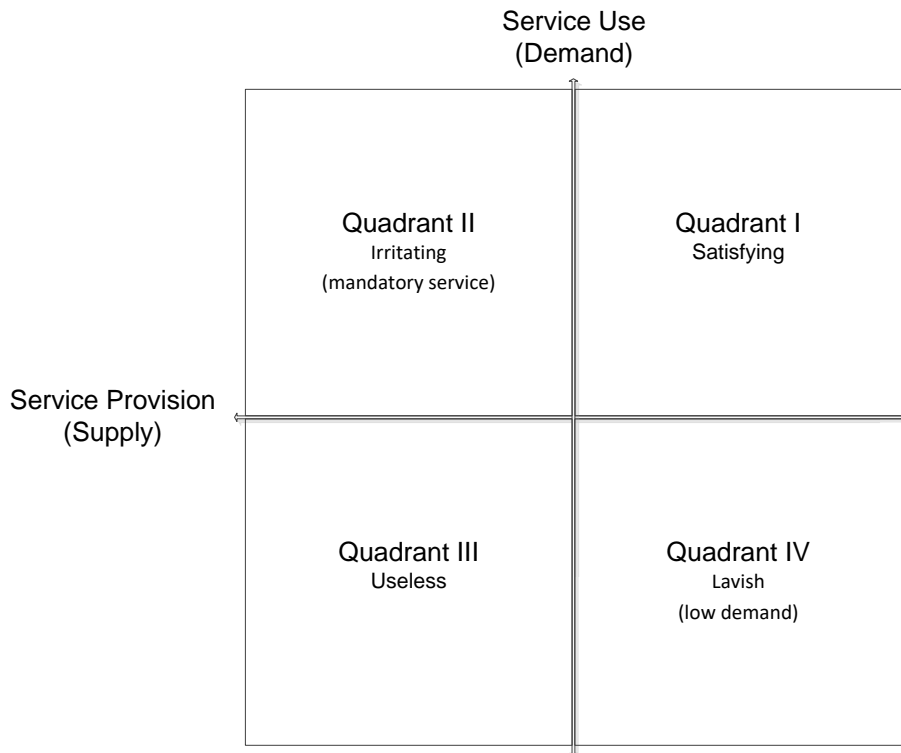 Service Use
(Demand)
Quadrant II
Irritating
(mandatory service)
Quadrant I
Satisfying
Service Provision
(Supply)
Quadrant III
Useless
Quadrant IV
Lavish
(low demand)